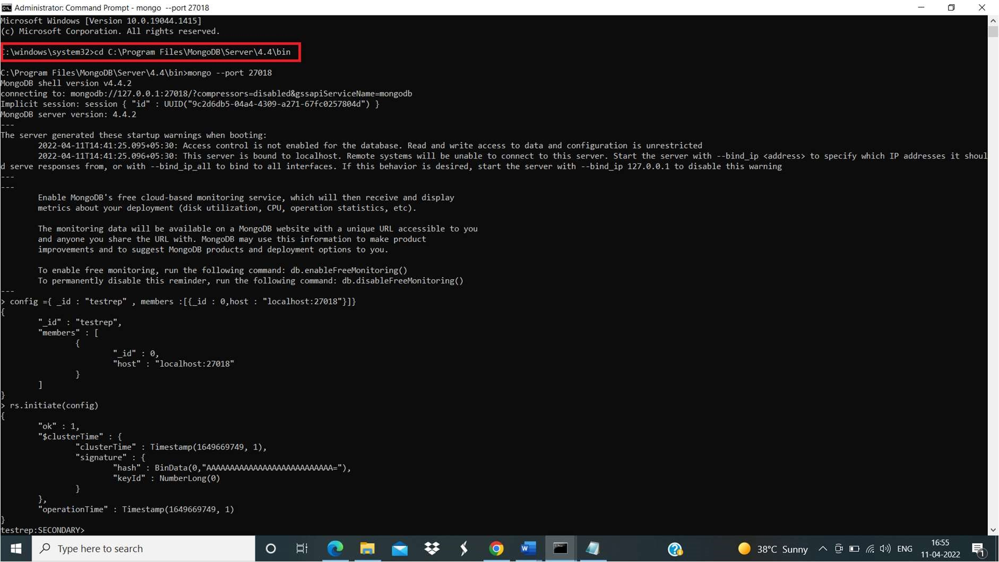 Administrator: Command Prompt - mongo --port 27018
Microsoft Windows [Version 10.0.19044.1415]
(c) Microsoft Corporation. All rights reserved.
C:\windows\system32>cd C:\Program Files\MongoDB\Server\4.4\bin
C:\Program Files\MongoDB\Server\4.4\bin>mongo --port 27018
MongoDB shell version v4.4.2
connecting to: mongodb://127.0.0.1:27018/?compressors=disabled&gssapiServiceName=mongodb
Implicit session: session { "id" : UUID("9c2d6db5-04a4-4309-a271-67fc0257804d") }
MongoDB server version: 4.4.2
---
The server generated these startup warnings when booting:
        2022-04-11T14:41:25.095+05:30: Access control is not enabled for the database. Read and write access to data and configuration is unrestricted
        2022-04-11T14:41:25.096+05:30: This server is bound to localhost. Remote systems will be unable to connect to this server. Start the server with --bind_ip <address> to specify which IP addresses it shoul
d serve responses from, or with --bind_ip_all to bind to all interfaces. If this behavior is desired, start the server with --bind_ip 127.0.0.1 to disable this warning
---
---
        Enable MongoDB's free cloud-based monitoring service, which will then receive and display
        metrics about your deployment (disk utilization, CPU, operation statistics, etc).
        The monitoring data will be available on a MongoDB website with a unique URL accessible to you
        and anyone you share the URL with. MongoDB may use this information to make product
        improvements and to suggest MongoDB products and deployment options to you.
        To enable free monitoring, run the following command: db.enableFreeMonitoring()
        To permanently disable this reminder, run the following command: db.disableFreeMonitoring()
---
> config ={ _id : "testrep" , members :[{_id : 0,host : "localhost:27018"}]}
{
        "_id" : "testrep",
        "members" : [
                {
                        "_id" : 0,
                        "host" : "localhost:27018"
                }
        ]
}
> rs.initiate(config)
{
        "ok" : 1,
        "$clusterTime" : {
                "clusterTime" : Timestamp(1649669749, 1),
                "signature" : {
                        "hash" : BinData(0,"AAAAAAAAAAAAAAAAAAAAAAAAAAA="),
                        "keyId" : NumberLong(0)
                }
        },
        "operationTime" : Timestamp(1649669749, 1)
}
testrep:SECONDARY>
Type here to search
38°C Sunny
ENG
16:55
11-04-2022
1